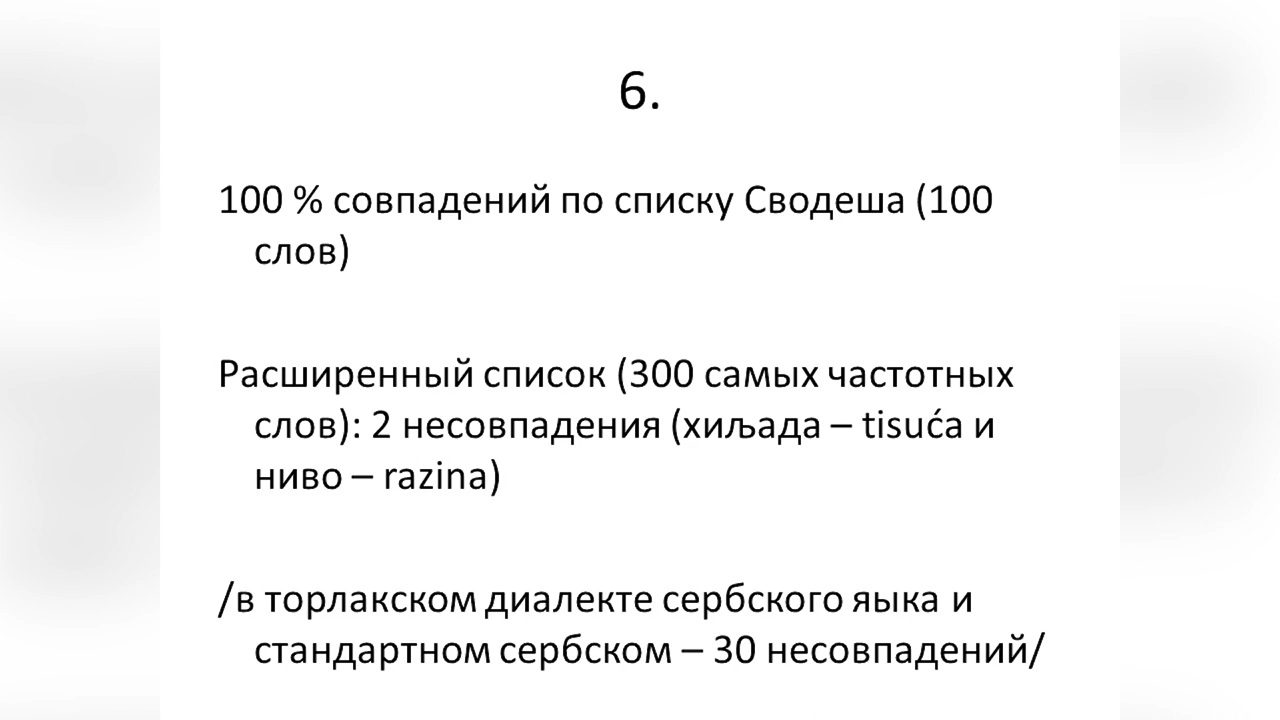 6.
100 % совпадений по списку Сводеша (100
слов)
Расширенный список (300 самых частотных
слов): 2 несовпадения (хиљада – tisuća и
ниво – razina)
/в торлакском диалекте сербского яыка и
стандартном сербском – 30 несовпадений/